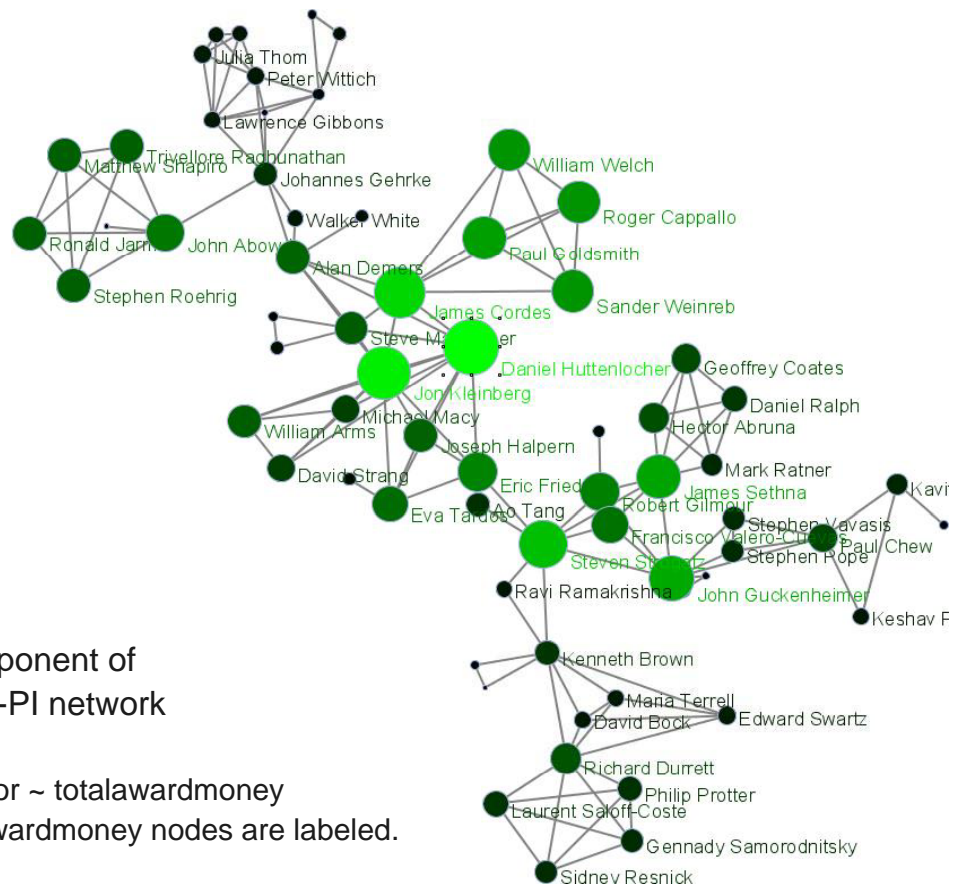 Julia Thom
Peter Wittich
Lawrence Gibbons
Trivellore Raghunathan
Matthew Shapiro
Johannes Gehrke
William Welch
Walker White
Roger Cappallo
Ronald Jarm
John Abow
Paul Goldsmith
Alan Demers
Stephen Roehrig
Sander Weinreb
James Cordes
Steve M er
Daniel Huttenlocher
Geoffrey Coates
Jon Kleinberg
Daniel Ralph
Michael Macy
William Arms
Hector Abruna
Joseph Halpern
Mark Ratner
David Strang
Eric Fried
James Sethna
Kavi
Robert Gilmour
Ao Tang
Eva Tardos
Stephen Vavasis
Francisco Valero-Cuevas
Paul Chew
Stephen Pope
Steven Strogatz
Ravi Ramakrishna
John Guckenheimer
Keshav P
ponent of
-PI network
Kenneth Brown
Maria Terrell
David Bock
Edward Swartz
Richard Durrett
or ~ totalawardmoney
Philip Protter
Laurent Saloff-Coste
wardmoney nodes are labeled.
Gennady Samorodnitsky
Sidney Resnick